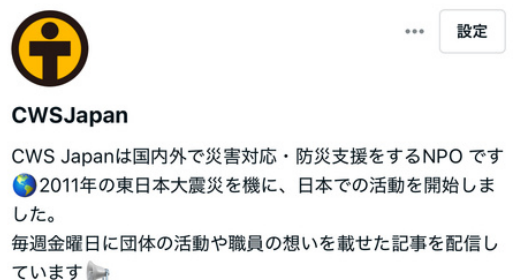 設定
CWSJapan
CWS Japanは国内外で災害対応・防災支援をするNPO です
🌎2011年の東日本大震災を機に、日本での活動を開始しま
した。
毎週金曜日に団体の活動や職員の想いを載せた記事を配信し
ています📢